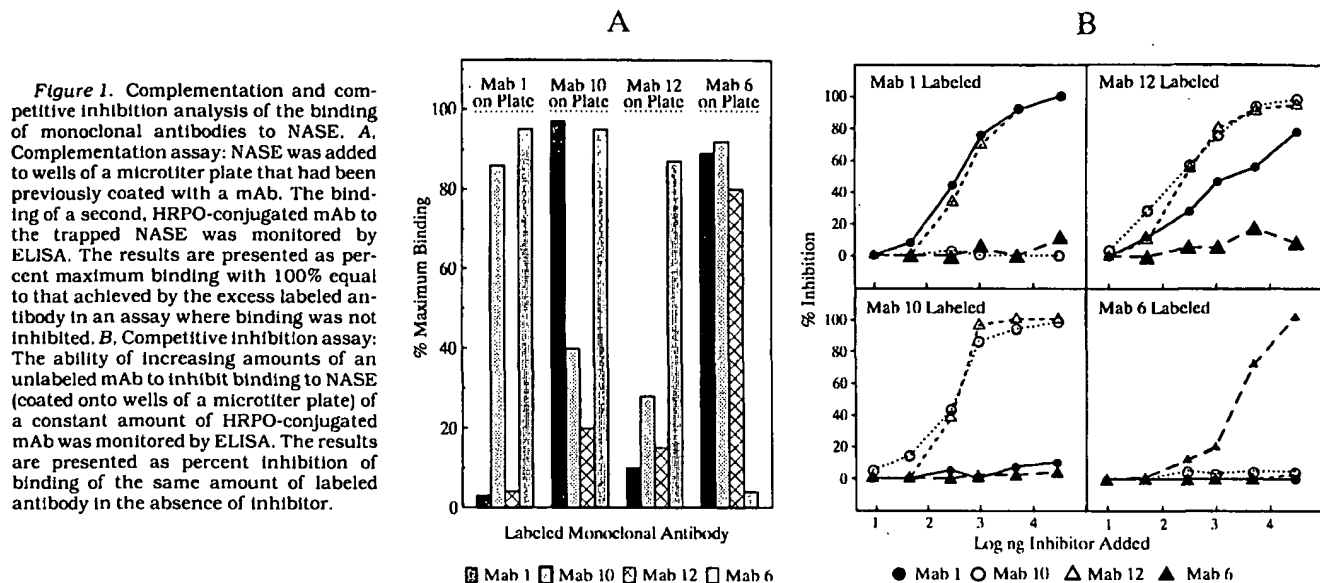 Figure 1. Complementation and com-
petitive inhibition analysis of the binding
of monoclonal antibodies to NASE. A,
Complementation assay: NASE was added
to wells of a microtiter plate that had been
previously coated with a mAb. The bind-
ing of a second, HRPO-conjugated mAb to
the trapped NASE was monitored by
ELISA. The results are presented as per-
cent maximum binding with 100% equal
to that achieved by the excess labeled an-
tibody in an assay where binding was not
inhibited. B, Competitive inhibition assay:
The ability of increasing amounts of an
unlabeled mAb to inhibit binding to NASE
(coated onto wells of a microtiter plate) of
a constant amount of HRPO-conjugated
mAb was monitored by ELISA. The results
are presented as percent inhibition of
binding of the same amount of labeled
antibody in the absence of inhibitor.
A
Mab 1 Mab 10 Mab 12 Mab 6
on Plate on Plate on Plate on Plate
% Maximum Binding
100
80
60
40
20
0
Labeled Monoclonal Antibody
Mab 1 Mab 10 Mab 12 Mab 6
B
Mab 1 Labeled Mab 12 Labeled
100
80
60
40
20
0
% Inhibition
Mab 10 Labeled Mab 6 Labeled
100
80
60
40
20
0
1 2 3 4 1 2 3 4
Log ng Inhibitor Added
Mab 1 Mab 10 Mab 12 Mab 6